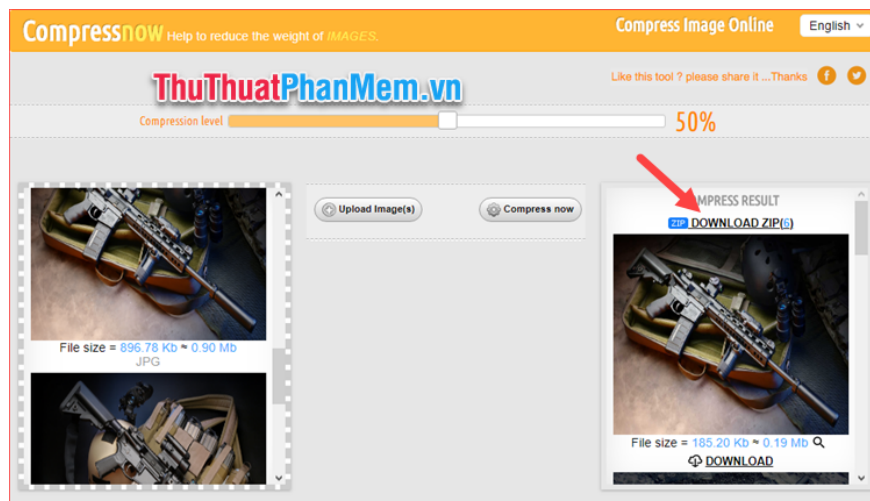 Compressnow Help to reduce the weight of IMAGES.
Compress Image Online
English
ThuThuatPhanMem.vn
Like this tool ? please share it ...Thanks
Compression level
50%
Upload Image(s)
Compress now
COMPRESS RESULT
ZIP DOWNLOAD ZIP(6)
File size = 896.78 Kb ≈ 0.90 Mb
JPG
File size = 185.20 Kb ≈ 0.19 Mb
DOWNLOAD